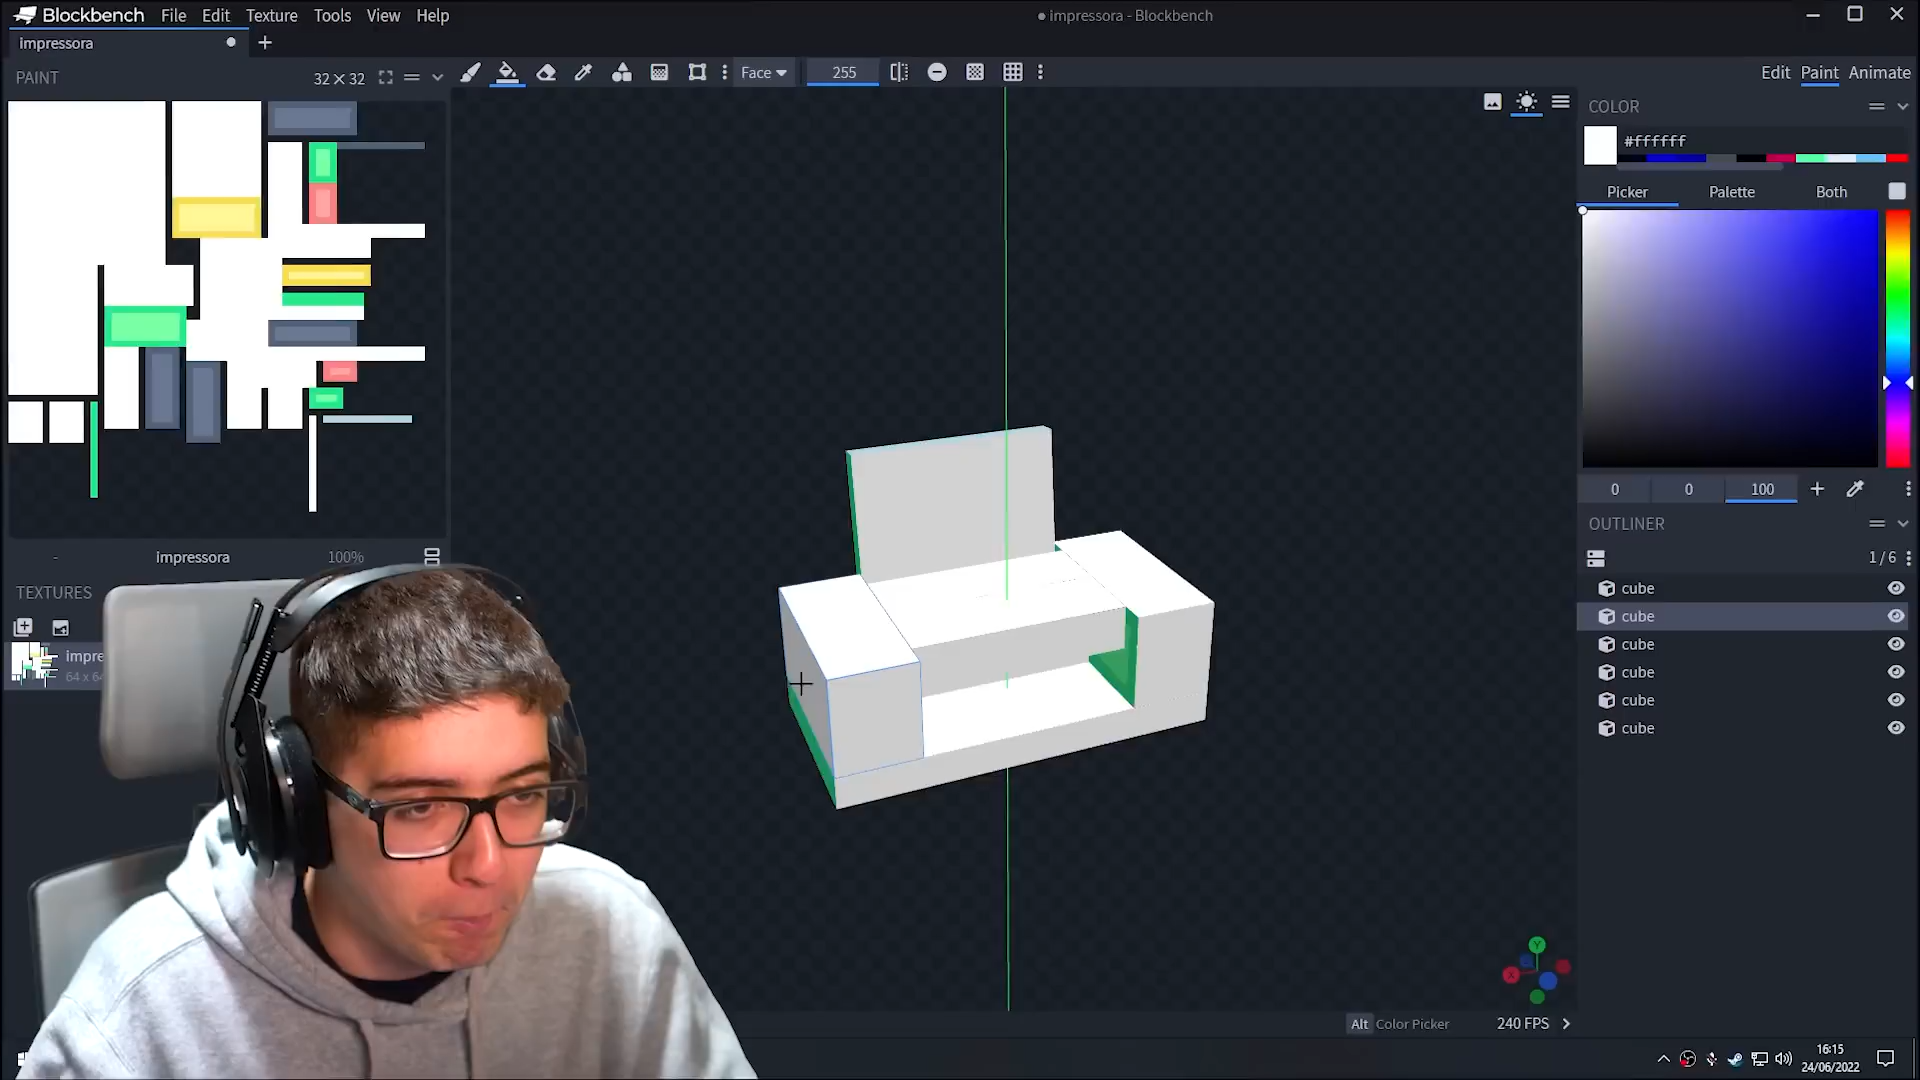 Blockbench File Edit Texture Tools View Help
impressora - Blockbench
impressora
PAINT
32 × 32
Face
255
Edit Paint Animate
COLOR
#ffffff
Picker Palette Both
0 0 100
OUTLINER
1 / 6
cube
cube
cube
cube
cube
cube
- impressora 100%
TEXTURES
impre
64 x 64
Y
X
Alt Color Picker 240 FPS
16:15
24/06/2022